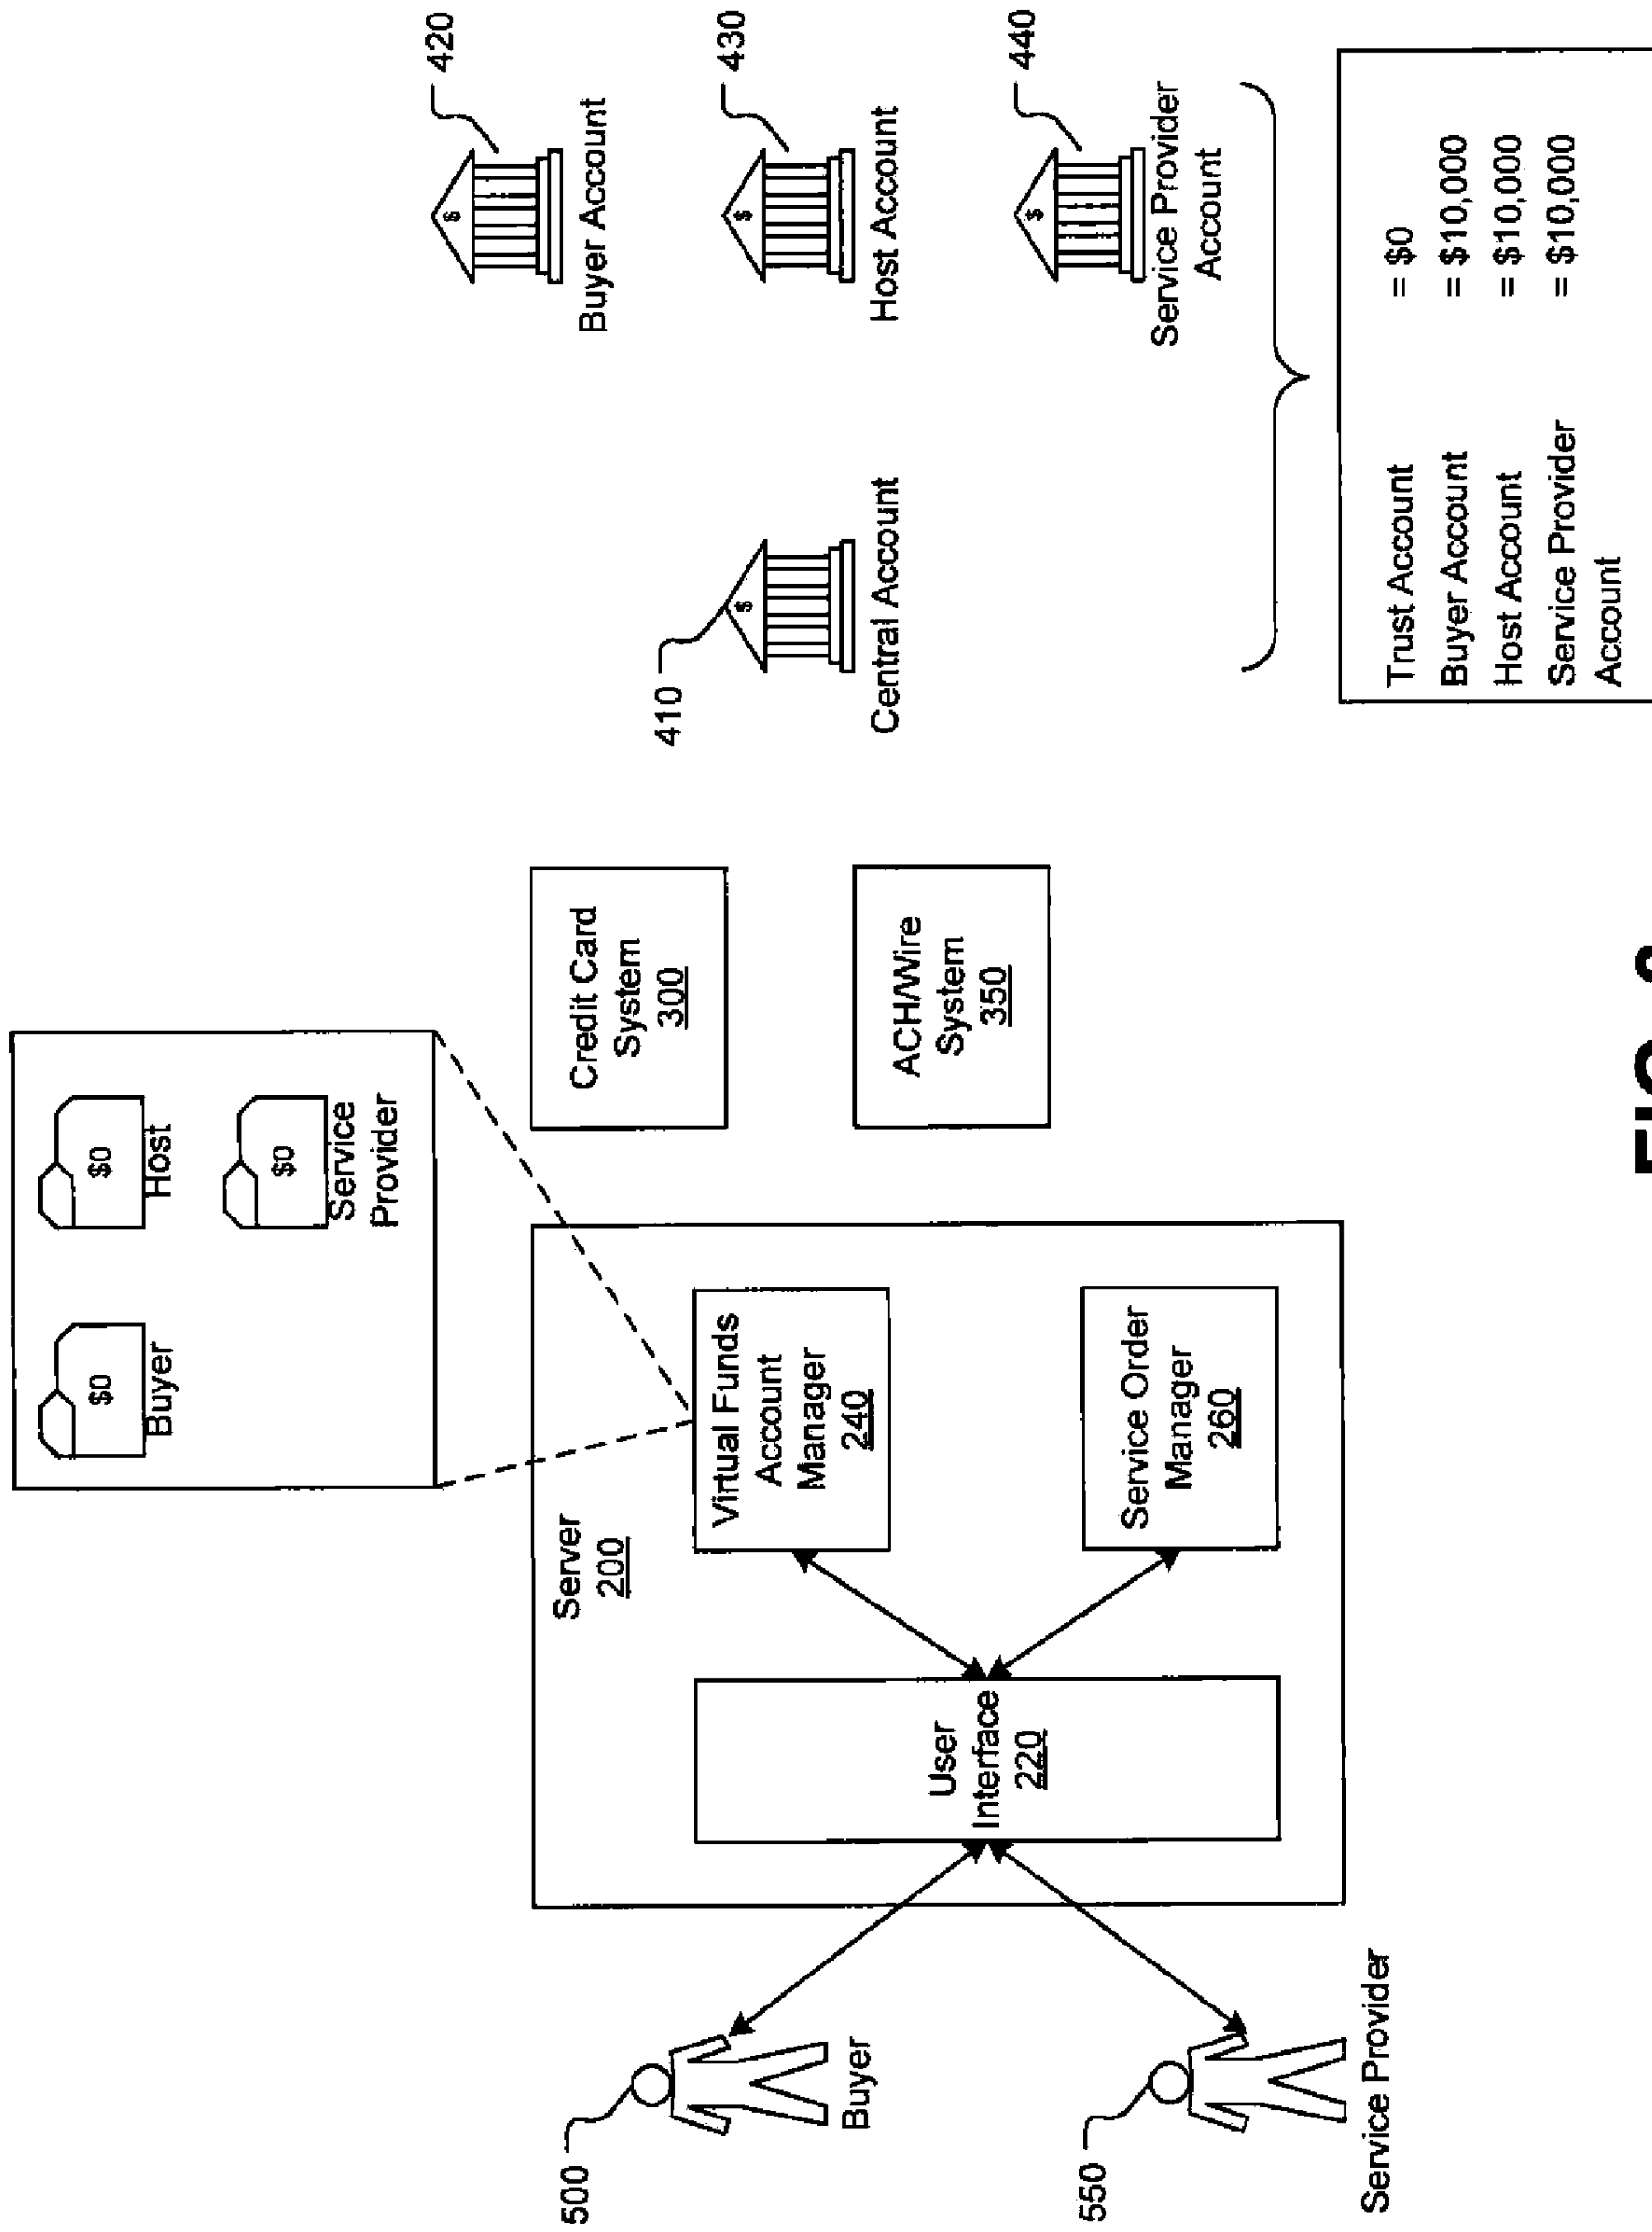 $0
Buyer
$0
Host
$0
Service
Provider
500
Buyer
550
Service Provider
Server
200
User
Interface
220
Virtual Funds
Account
Manager
240
Service Order
Manager
260
Credit Card
System
300
ACH/Wire
System
350
410
$
Central Account
420
$
Buyer Account
430
$
Host Account
440
$
Service Provider
Account
Trust Account = $0
Buyer Account = $10,000
Host Account = $10,000
Service Provider = $10,000
Account